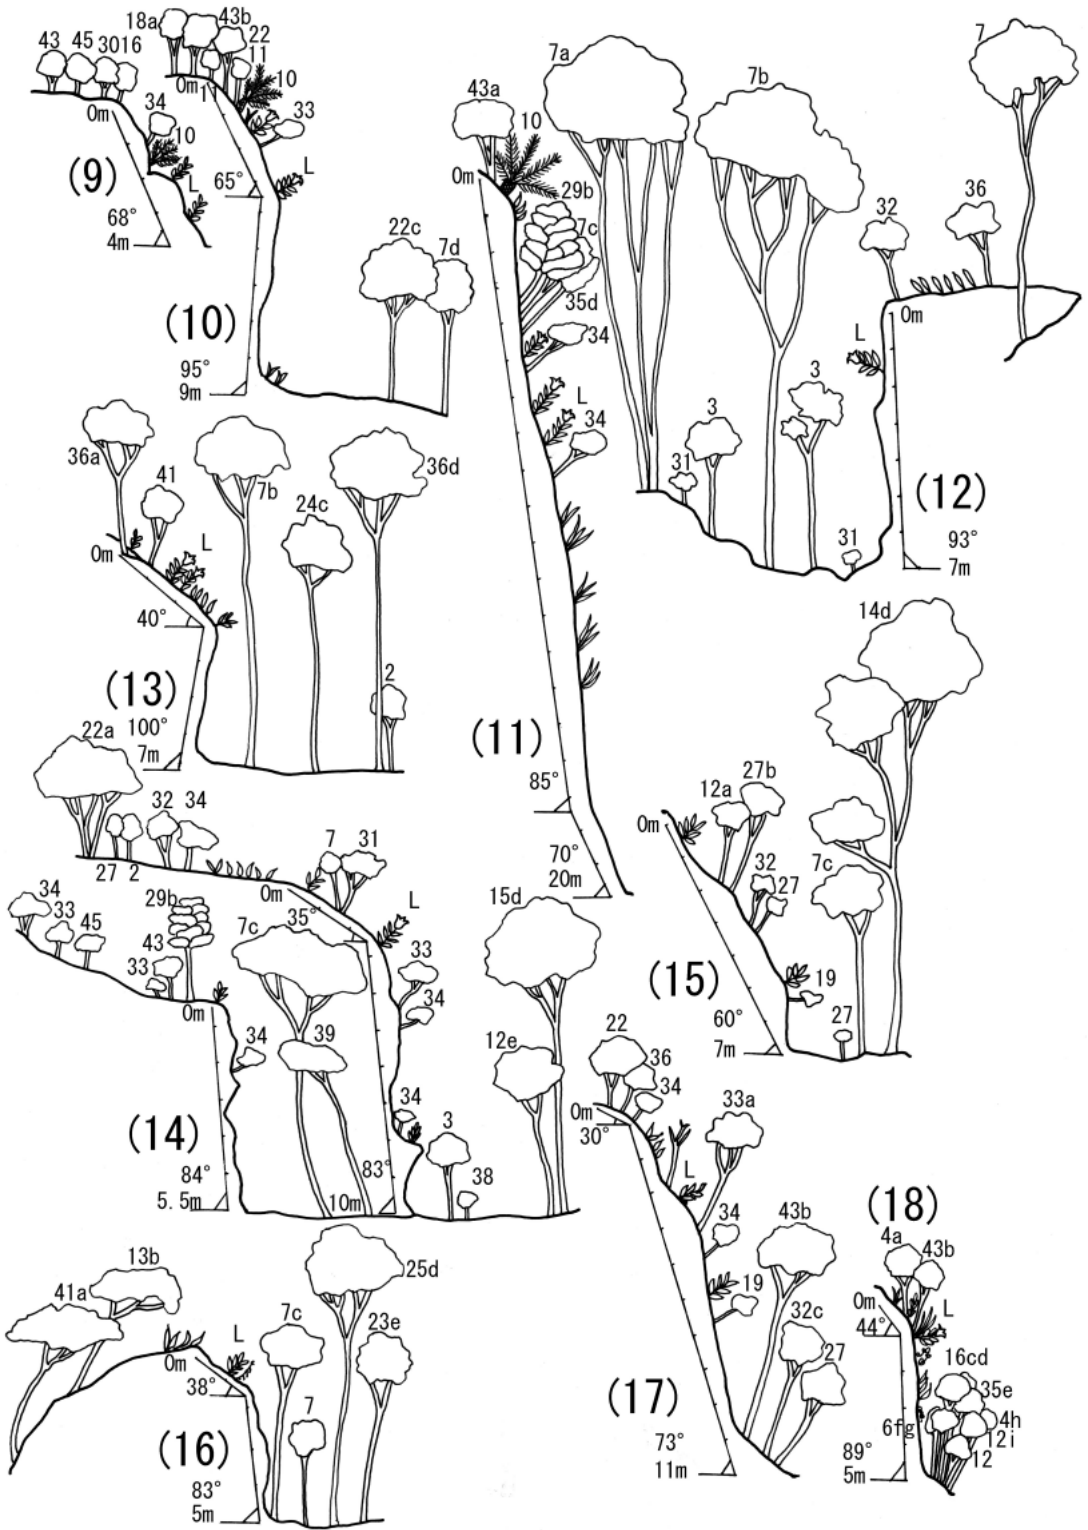 18a 43b
43 45 30 16 22
11
0m 1 10
34 0m 33
10
(9) L 65° L
68°
4m
22c 7d
(10)
95°
9m
43a 7a 7b 7
10
0m 29b
7c
35d
34
L
34
(11)
85°
70°
20m
32 36
0m
L
3 3
31
31
(12)
93°
7m
36a
41 7b 36d
24c
0m L
40°
2
(13)
100°
7m
22a
32 34
27 2
7 31
0m
35°
L
34
33 29b
45
43
33
0m
7c
33
34
34 39
34
3
38
(14)
84°
5.5m
83°
10m
15d
12e
14d
27b
12a
0m
32
27
7c
19
27
(15)
60°
7m
13b
41a
L
0m
38°
7c
25d
23e
7
(16)
83°
5m
22
36
34
0m
30°
33a
L
34
43b
19
32c
27
(17)
73°
11m
(18)
4a 43b
0m
L
44°
16cd
35e
6fg
4h
12i
12
89°
5m